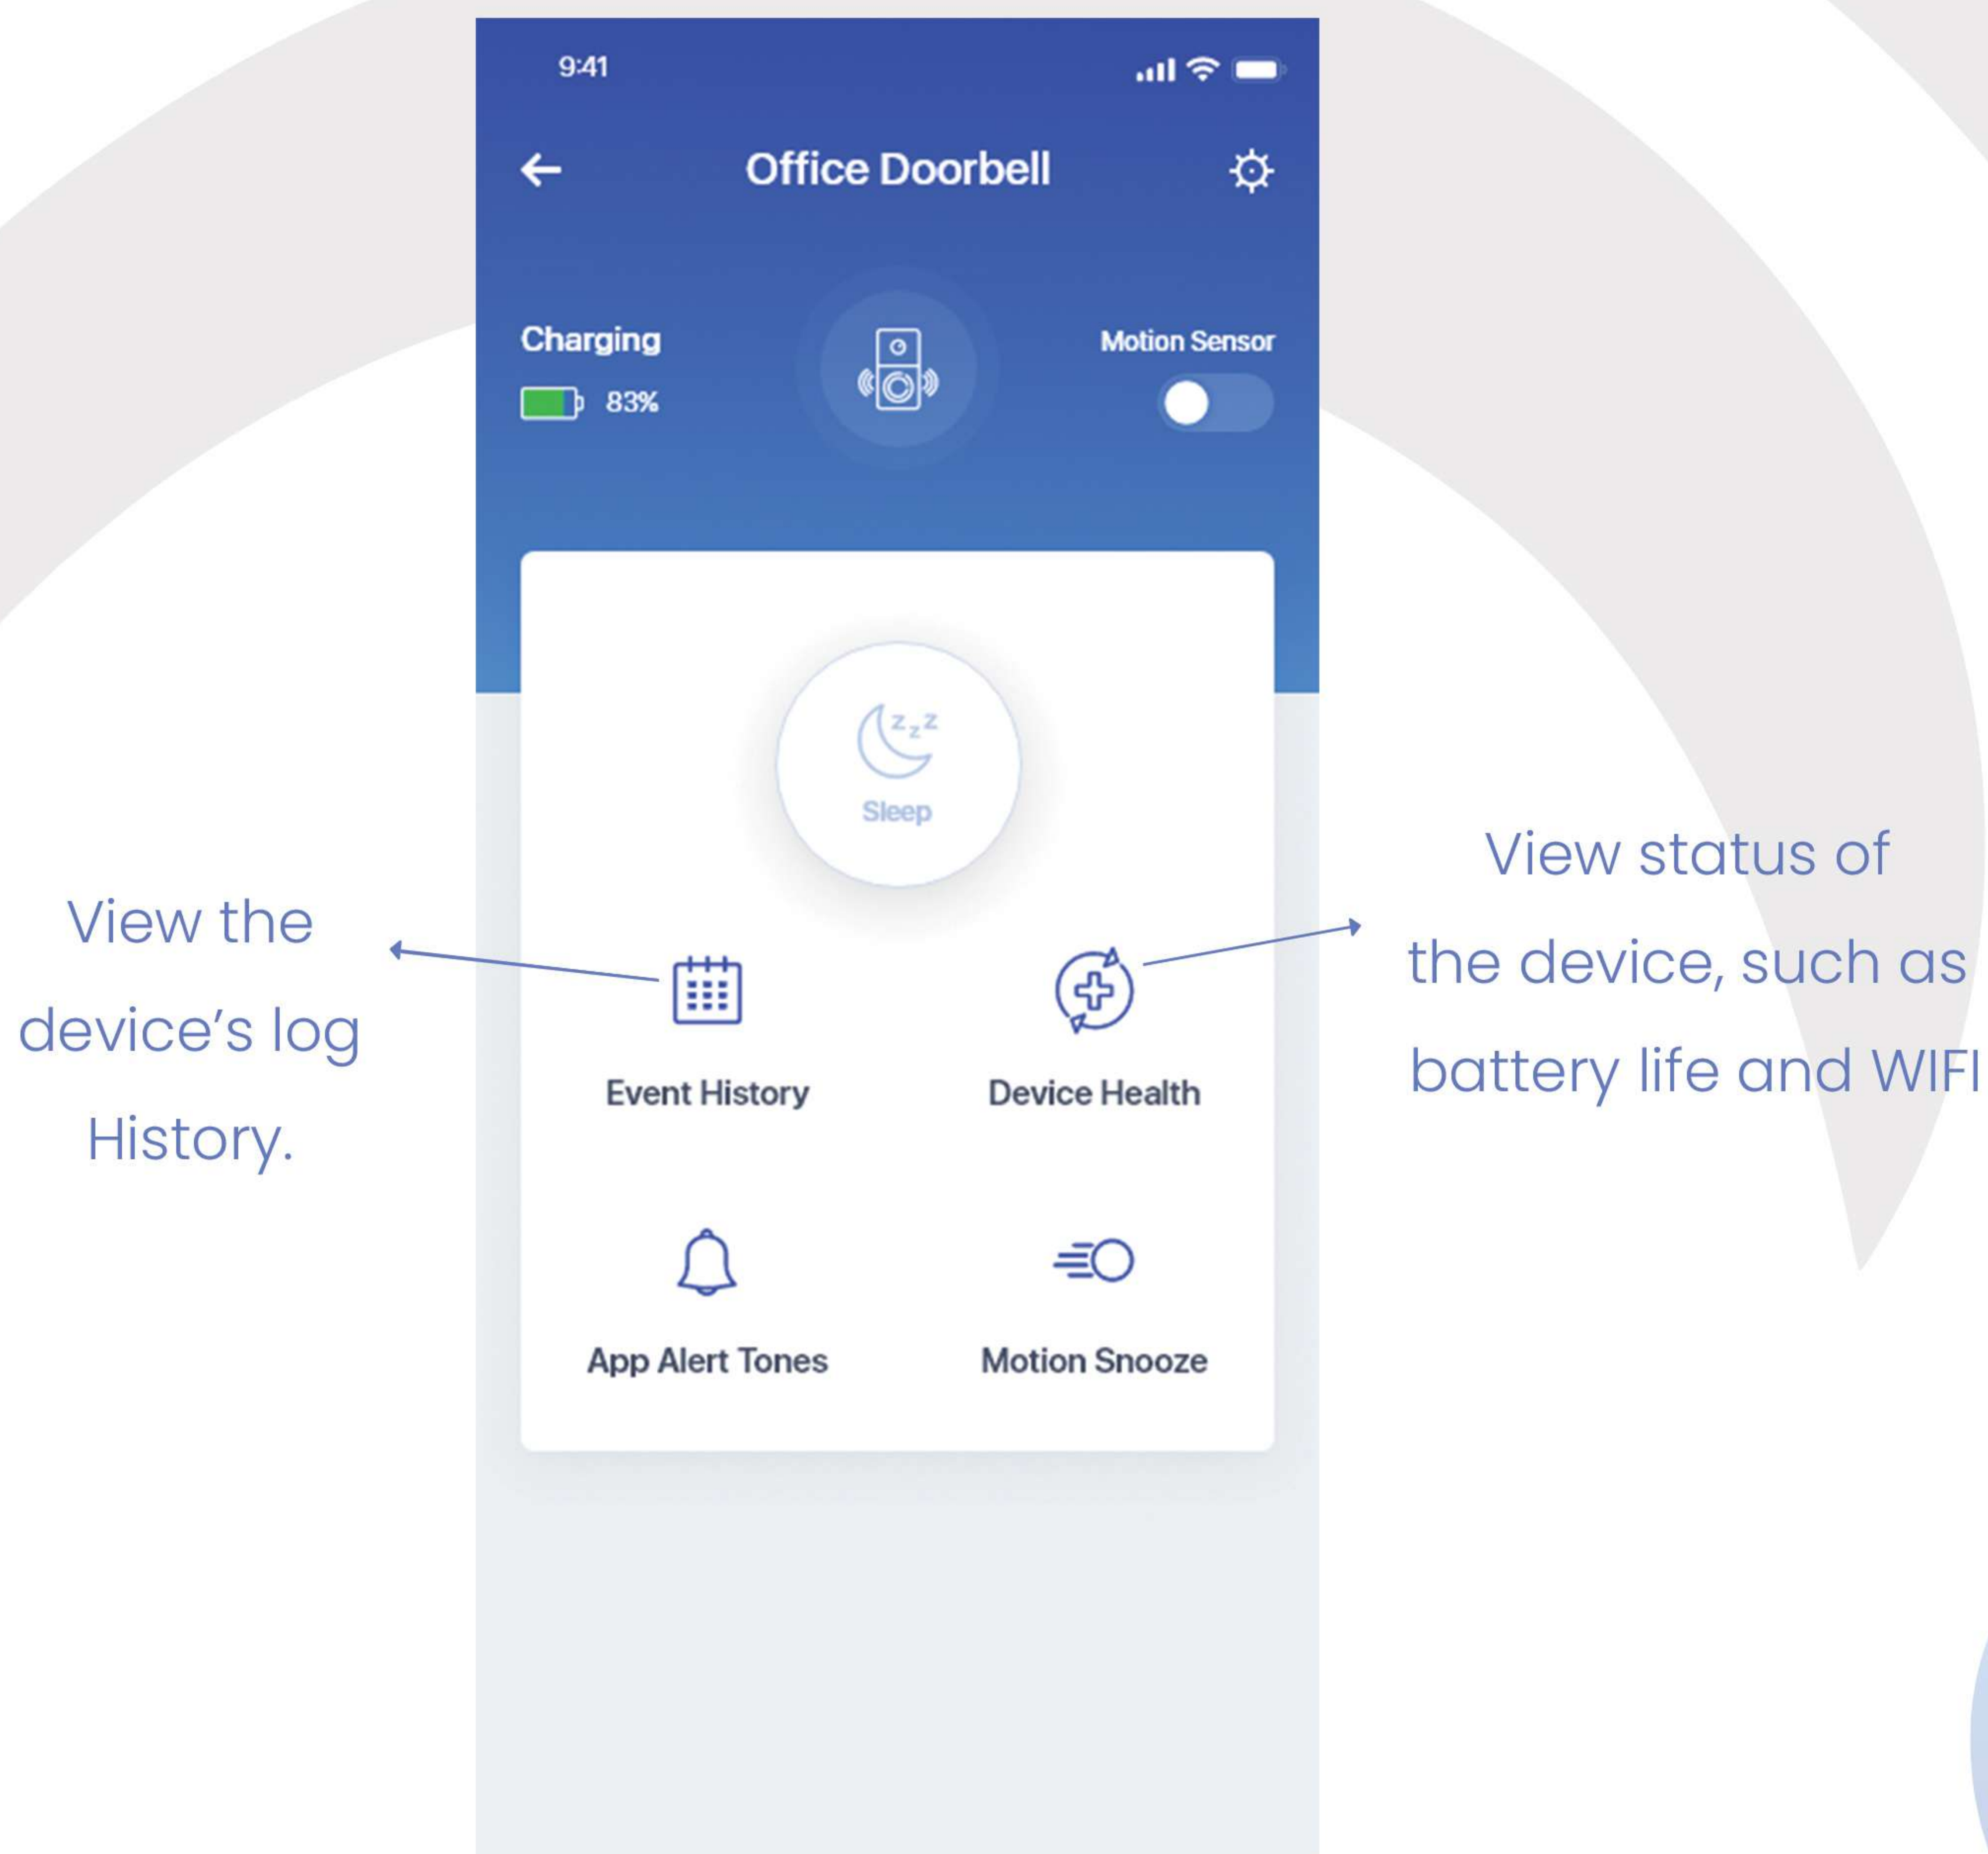 9:41
Office Doorbell
Charging
Motion Sensor
83%
z z z
Sleep
View the
device's log
History.
View status of
the device, such as
battery life and WIFI
Event History
Device Health
App Alert Tones
Motion Snooze